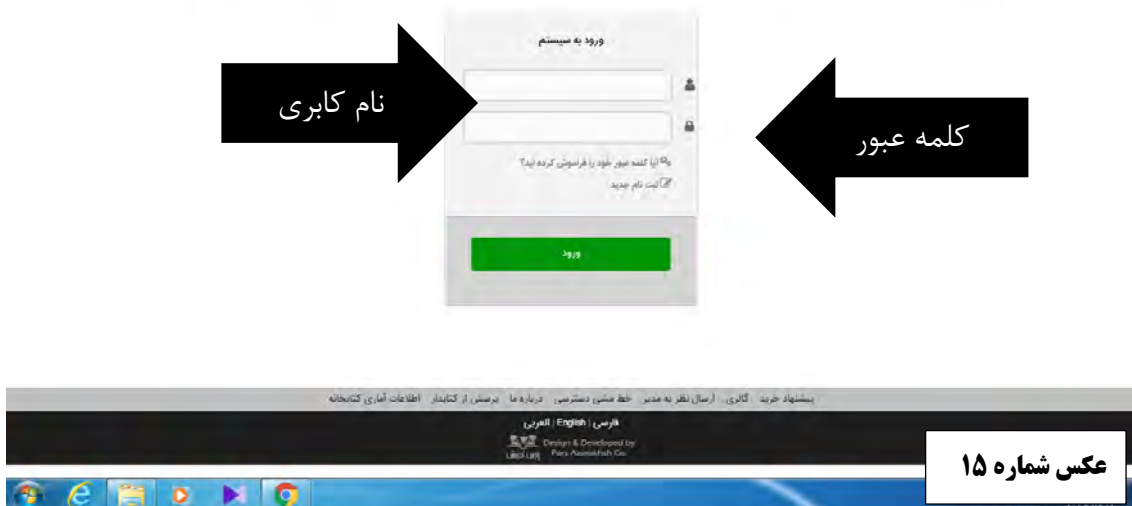 ورود به سیستم
نام کابری
کلمه عبور
آیا کلمه عبور خود را فراموش کرده اید؟
ثبت نام جدید
ورود
پیشنهاد خرید گالری ارسال نظر به مدیر خط مشی دسترسی درباره ما پرسش از کتابدار اطلاعات آماری کتابخانه
فارسی | English | العربی
Design & Developed by
Pars Azarakhsh Co.
عکس شماره ۱۵